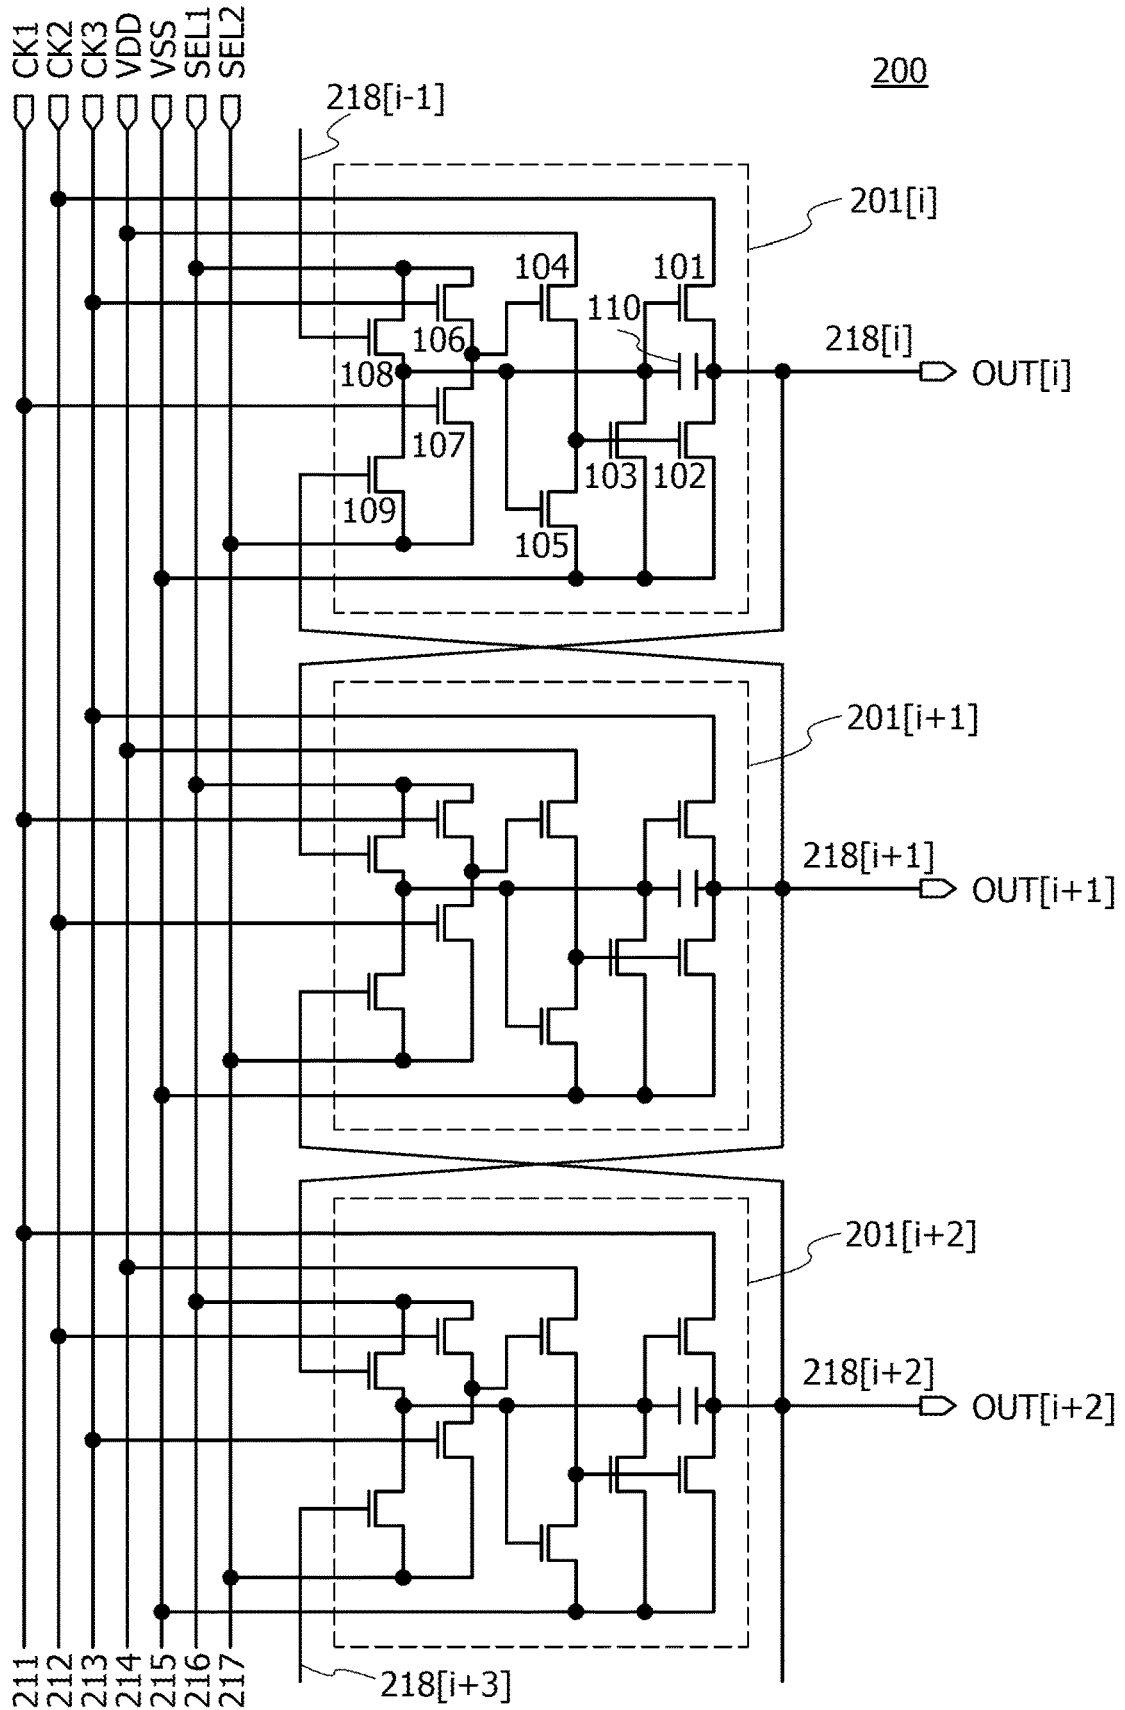 CK1
CK2
CK3
VDD
VSS
SEL1
SEL2
200
218[i-1]
201[i]
104
101
110
106
218[i]
108
OUT[i]
107
103
102
109
105
201[i+1]
218[i+1]
OUT[i+1]
201[i+2]
218[i+2]
OUT[i+2]
211
212
213
214
215
216
217
218[i+3]